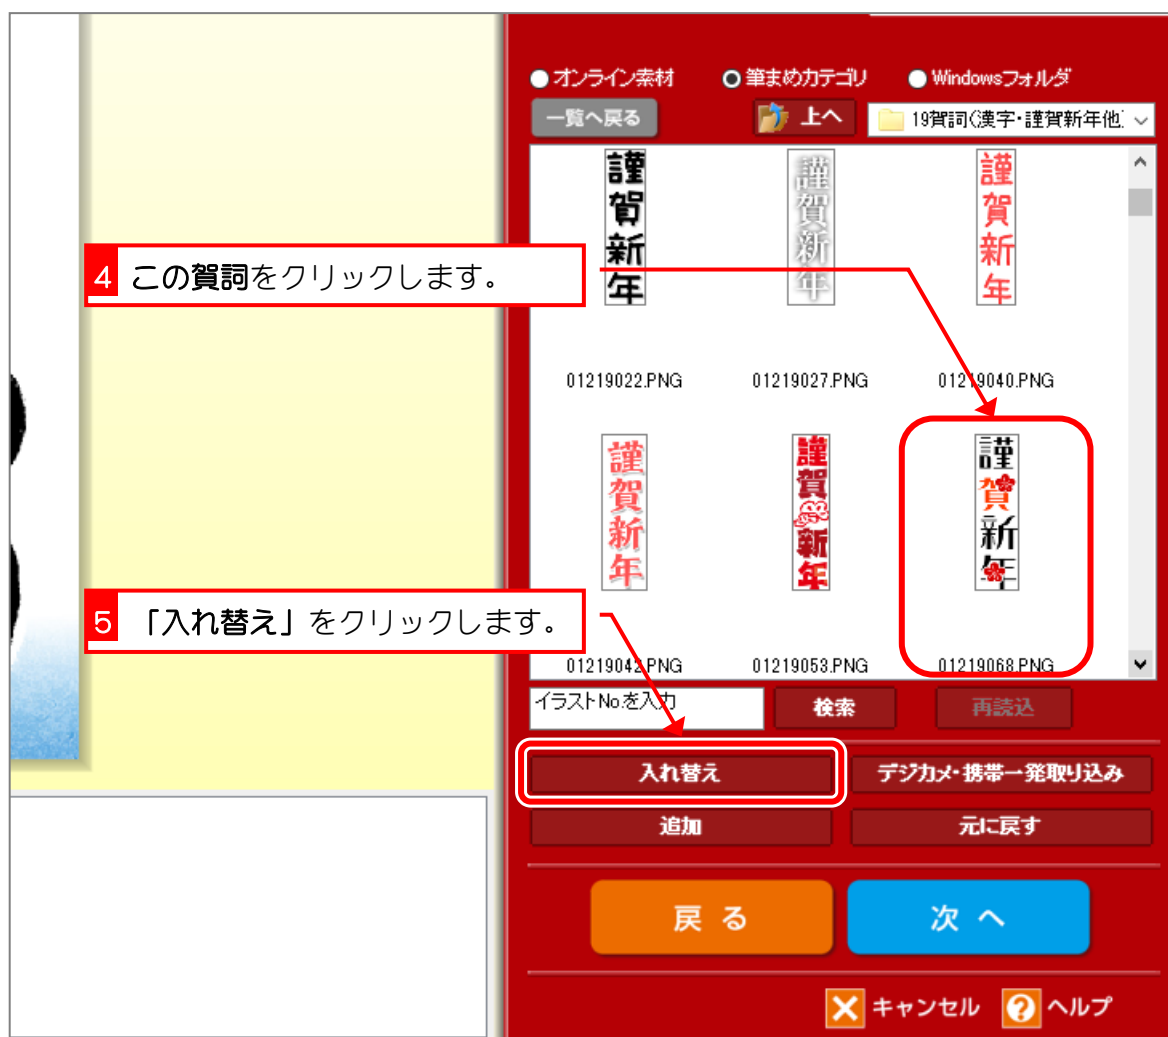 オンライン素材 筆まめカテゴリ Windowsフォルダ
一覧へ戻る 上へ 19賀詞(漢字・謹賀新年他)
謹賀新年
謹賀新年
謹賀新年
4 この賀詞をクリックします。
01219022.PNG 01219027.PNG 01219040.PNG
謹賀新年
謹賀新年
謹賀新年
5 「入れ替え」をクリックします。
01219042.PNG 01219053.PNG 01219068.PNG
イラストNo.を入力 検索 再読込
入れ替え デジカメ・携帯一発取り込み
追加 元に戻す
戻る 次へ
キャンセル ヘルプ